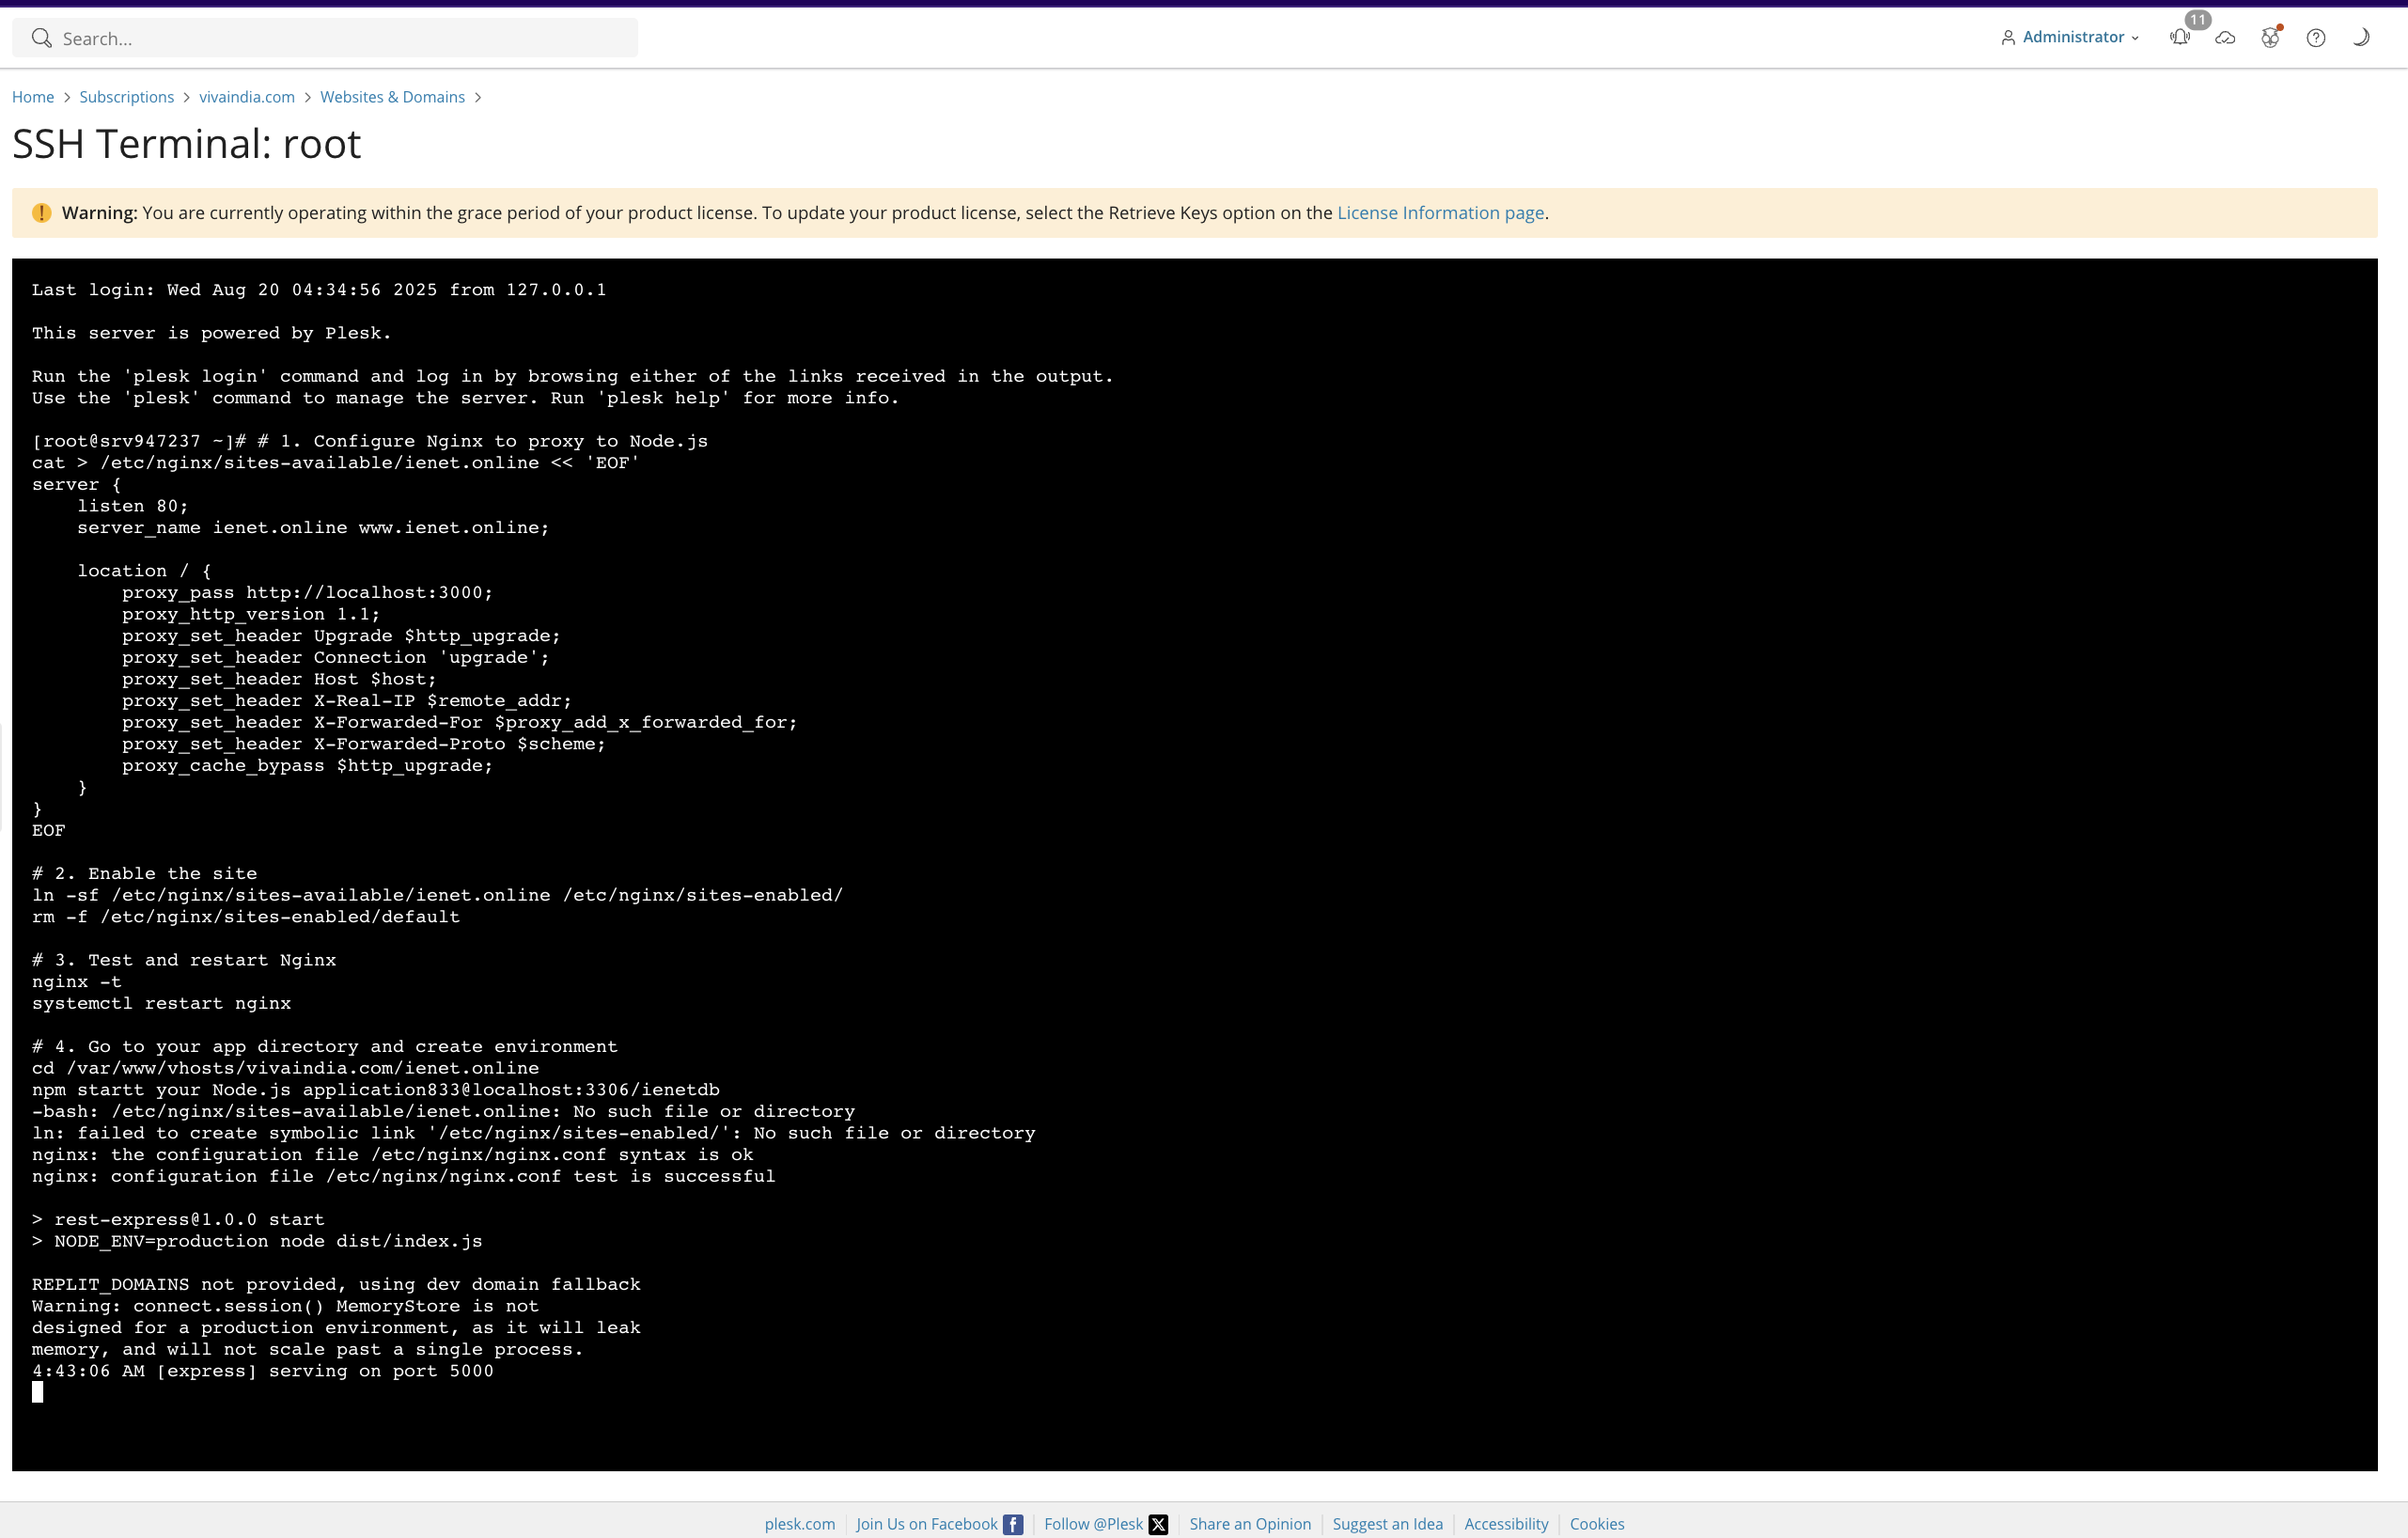 Search...
Administrator
11
Home > Subscriptions > vivaindia.com > Websites & Domains >
SSH Terminal: root
Warning: You are currently operating within the grace period of your product license. To update your product license, select the Retrieve Keys option on the License Information page.
Last login: Wed Aug 20 04:34:56 2025 from 127.0.0.1
This server is powered by Plesk.
Run the 'plesk login' command and log in by browsing either of the links received in the output.
Use the 'plesk' command to manage the server. Run 'plesk help' for more info.
[root@srv947237 ~]# # 1. Configure Nginx to proxy to Node.js
cat > /etc/nginx/sites-available/ienet.online << 'EOF'
server {
    listen 80;
    server_name ienet.online www.ienet.online;
    location / {
        proxy_pass http://localhost:3000;
        proxy_http_version 1.1;
        proxy_set_header Upgrade $http_upgrade;
        proxy_set_header Connection 'upgrade';
        proxy_set_header Host $host;
        proxy_set_header X-Real-IP $remote_addr;
        proxy_set_header X-Forwarded-For $proxy_add_x_forwarded_for;
        proxy_set_header X-Forwarded-Proto $scheme;
        proxy_cache_bypass $http_upgrade;
    }
}
EOF
# 2. Enable the site
ln -sf /etc/nginx/sites-available/ienet.online /etc/nginx/sites-enabled/
rm -f /etc/nginx/sites-enabled/default
# 3. Test and restart Nginx
nginx -t
systemctl restart nginx
# 4. Go to your app directory and create environment
cd /var/www/vhosts/vivaindia.com/ienet.online
npm startt your Node.js application833@localhost:3306/ienetdb
-bash: /etc/nginx/sites-available/ienet.online: No such file or directory
ln: failed to create symbolic link '/etc/nginx/sites-enabled/': No such file or directory
nginx: the configuration file /etc/nginx/nginx.conf syntax is ok
nginx: configuration file /etc/nginx/nginx.conf test is successful
> rest-express@1.0.0 start
> NODE_ENV=production node dist/index.js
REPLIT_DOMAINS not provided, using dev domain fallback
Warning: connect.session() MemoryStore is not
designed for a production environment, as it will leak
memory, and will not scale past a single process.
4:43:06 AM [express] serving on port 5000
plesk.com Join Us on Facebook Follow @Plesk Share an Opinion Suggest an Idea Accessibility Cookies